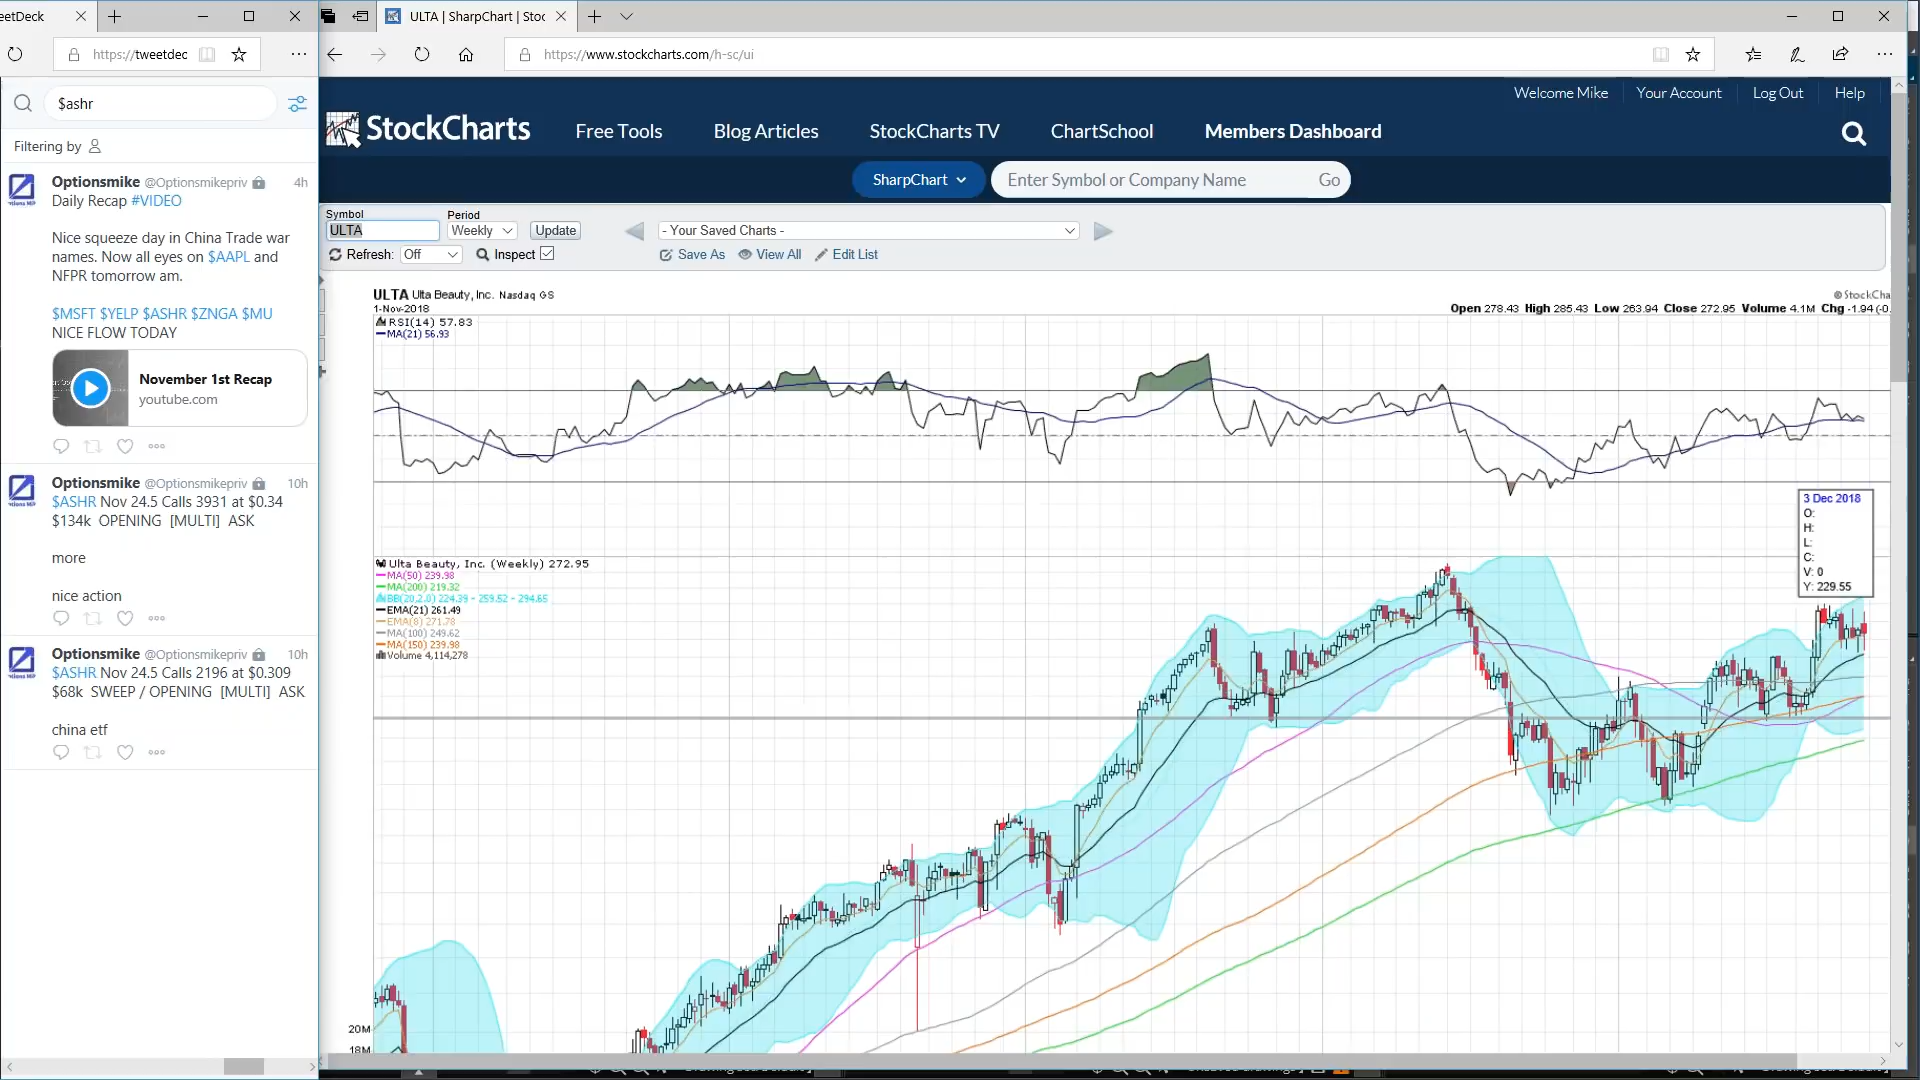 etDeck
https://tweetdec
$ashr
Filtering by
Optionsmike @Optionsmikepriv 4h
Daily Recap #VIDEO
Nice squeeze day in China Trade war
names. Now all eyes on $AAPL and
NFPR tomorrow am.
$MSFT $YELP $ASHR $ZNGA $MU
NICE FLOW TODAY
November 1st Recap
youtube.com
Optionsmike @Optionsmikepriv 10h
$ASHR Nov 24.5 Calls 3931 at $0.34
$134k OPENING [MULTI] ASK
more
nice action
Optionsmike @Optionsmikepriv 10h
$ASHR Nov 24.5 Calls 2196 at $0.309
$68k SWEEP / OPENING [MULTI] ASK
china etf
ULTA | SharpChart | Stoc
https://www.stockcharts.com/h-sc/ui
Welcome Mike Your Account Log Out Help
StockCharts Free Tools Blog Articles StockCharts TV ChartSchool Members Dashboard
SharpChart Enter Symbol or Company Name Go
Symbol Period
ULTA Weekly Update - Your Saved Charts -
Refresh: Off Inspect Save As View All Edit List
ULTA Ulta Beauty, Inc. Nasdaq GS © StockCha
1-Nov-2018 Open 278.43 High 285.43 Low 263.94 Close 272.95 Volume 4.1M Chg -1.94 (-0.
RSI(14) 57.83
MA(21) 56.93
3 Dec 2018
O:
H:
L:
C:
V: 0
Y: 229.55
Ulta Beauty, Inc. (Weekly) 272.95
MA(50) 239.98
MA(200) 219.32
BB(20,2.0) 224.39 - 259.52 - 294.65
EMA(21) 261.49
EMA(8) 271.78
MA(100) 249.62
MA(150) 239.98
Volume 4,114,278
20M
18M